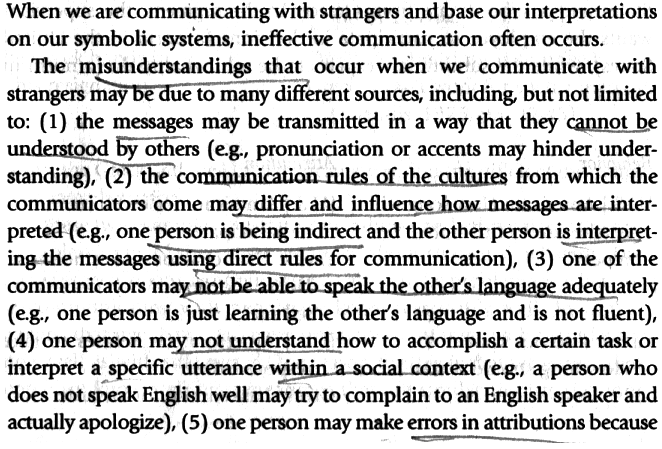 When we are communicating with strangers and base our interpretations
on our symbolic systems, ineffective communication often occurs.
The misunderstandings that occur when we communicate with
strangers may be due to many different sources, including, but not limited
to: (1) the messages may be transmitted in a way that they cannot be
understood by others (e.g., pronunciation or accents may hinder under-
standing), (2) the communication rules of the cultures from which the
communicators come may differ and influence how messages are inter-
preted (e.g., one person is being indirect and the other person is interpret-
ing the messages using direct rules for communication), (3) one of the
communicators may not be able to speak the other's language adequately
(e.g., one person is just learning the other's language and is not fluent),
(4) one person may not understand how to accomplish a certain task or
interpret a specific utterance within a social context (e.g., a person who
does not speak English well may try to complain to an English speaker and
actually apologize), (5) one person may make errors in attributions because